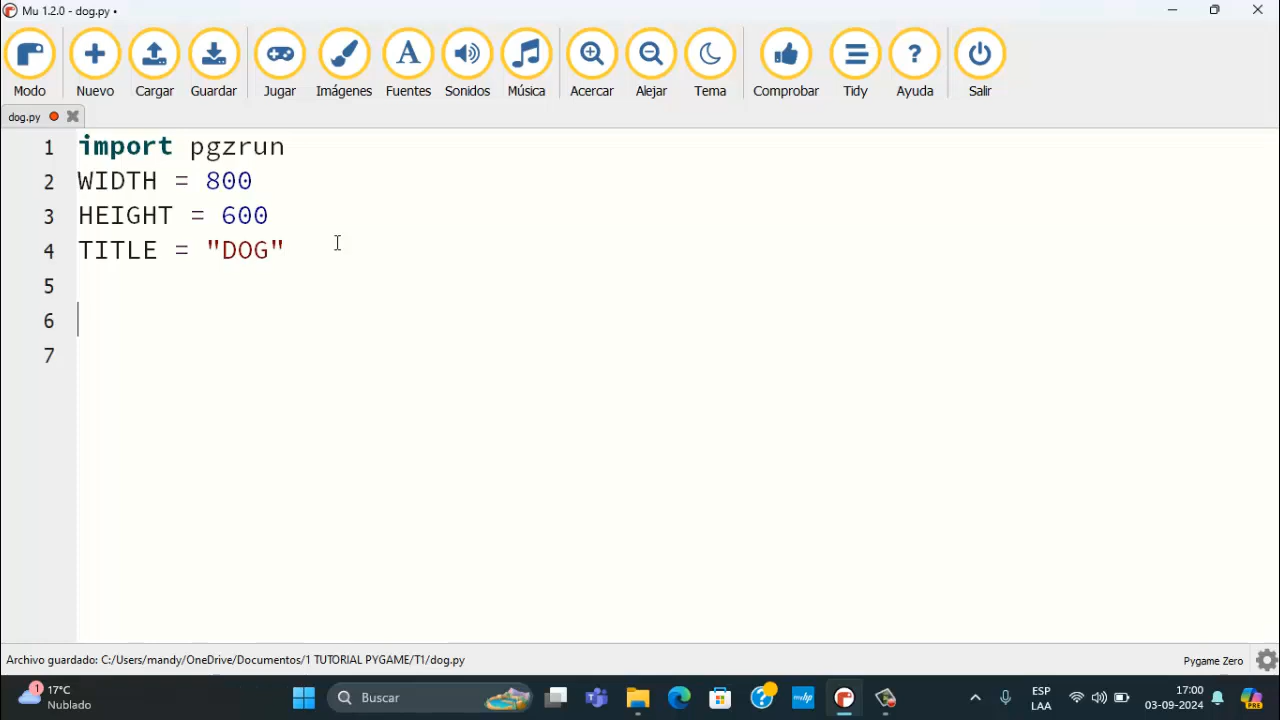 Mu 1.2.0 - dog.py •
Modo Nuevo Cargar Guardar Jugar Imágenes Fuentes Sonidos Música Acercar Alejar Tema Comprobar Tidy Ayuda Salir
dog.py
1 import pgzrun
2 WIDTH = 800
3 HEIGHT = 600
4 TITLE = "DOG"
5
6
7
Archivo guardado: C:/Users/mandy/OneDrive/Documentos/1 TUTORIAL PYGAME/T1/dog.py Pygame Zero
1 17°C
Nublado
Buscar
ESP
LAA
17:00
03-09-2024
PRE